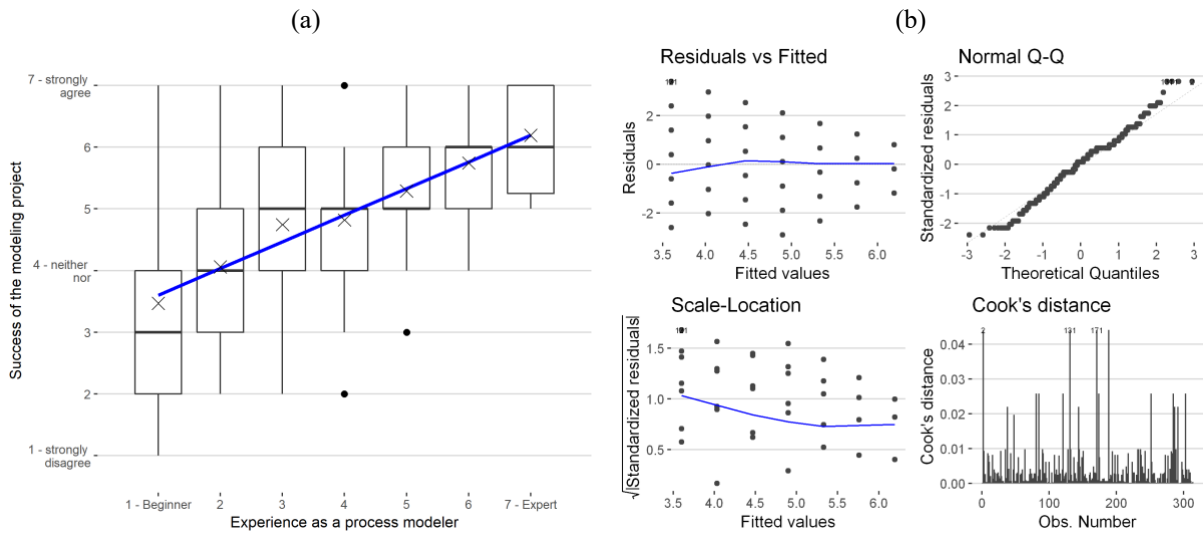 (a)
7 - strongly
agree
6
5
4 - neither
nor
3
2
1 - strongly
disagree
Success of the modeling project
1 - Beginner
2
3
4
5
6
7 - Expert
Experience as a process modeler
(b)
Residuals vs Fitted
2
0
-2
Residuals
3.5
4.0
4.5
5.0
5.5
6.0
Fitted values
Normal Q-Q
3
2
1
0
-1
-2
Standardized residuals
-3
-2
-1
0
1
2
3
Theoretical Quantiles
Scale-Location
1.5
1.0
0.5
√|Standardized residuals|
3.5
4.0
4.5
5.0
5.5
6.0
Fitted values
Cook's distance
2
131
171
0.04
0.03
0.02
0.01
0.00
Cook's distance
0
100
200
300
Obs. Number